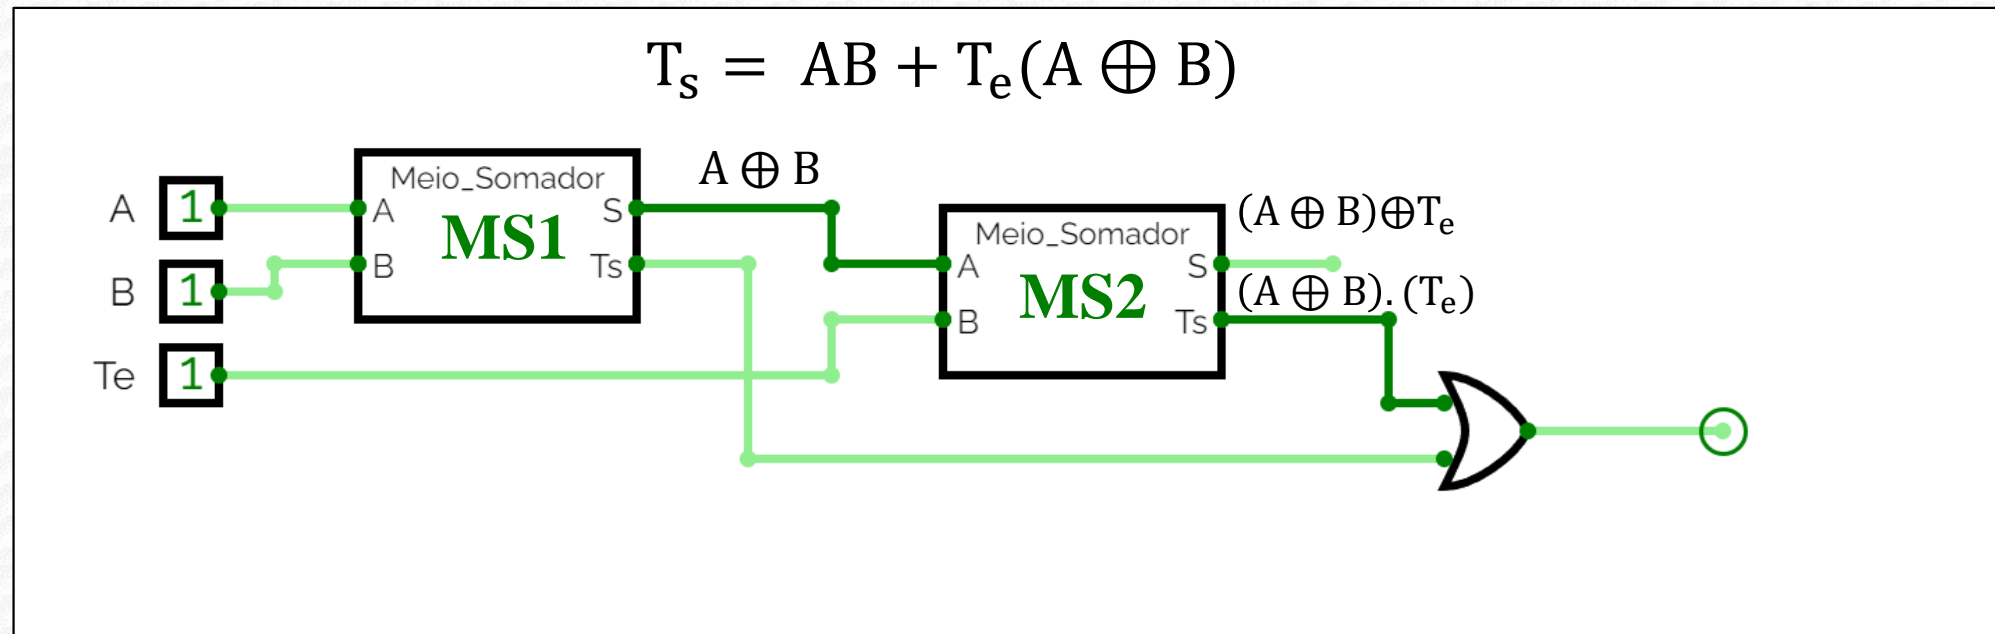 Tₛ = AB + Tₑ(A ⊕ B)
A ⊕ B
Meio_Somador
A 1 A MS1 S
B 1 B Ts
Te 1
(A ⊕ B)⊕Tₑ
Meio_Somador
A MS2 S
(A ⊕ B).(Tₑ)
B Ts